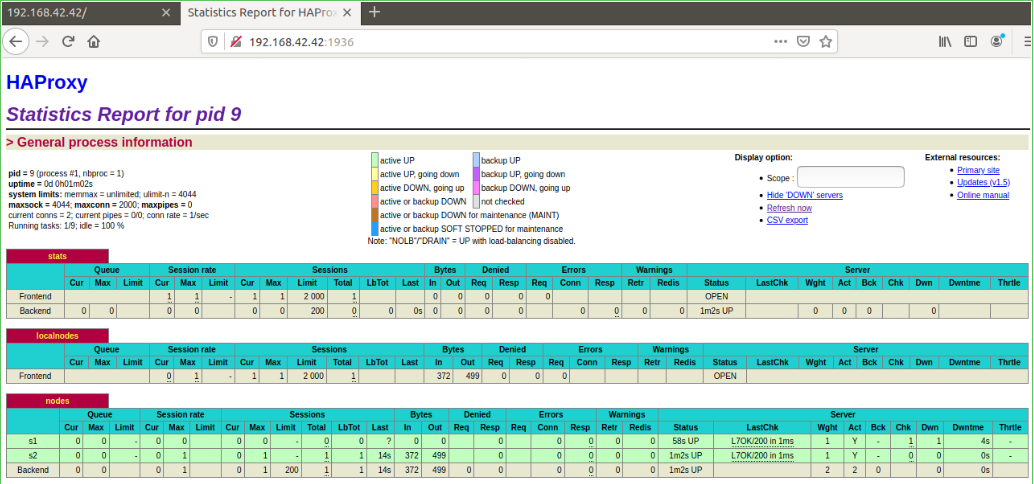 192.168.42.42/ × Statistics Report for HAProx × +
192.168.42.42:1936
HAProxy
Statistics Report for pid 9
> General process information
pid = 9 (process #1, nbproc = 1)
uptime = 0d 0h01m02s
system limits: memmax = unlimited; ulimit-n = 4044
maxsock = 4044; maxconn = 2000; maxpipes = 0
current conns = 2; current pipes = 0/0; conn rate = 1/sec
Running tasks: 1/9; idle = 100 %
active UP backup UP
active UP, going down backup UP, going down
active DOWN, going up backup DOWN, going up
active or backup DOWN not checked
active or backup DOWN for maintenance (MAINT)
active or backup SOFT STOPPED for maintenance
Note: "NOLB"/"DRAIN" = UP with load-balancing disabled.
Display option:
• Scope :
• Hide 'DOWN' servers
• Refresh now
• CSV export
External resources:
• Primary site
• Updates (v1.5)
• Online manual
stats
Queue Session rate Sessions Bytes Denied Errors Warnings Server
Cur Max Limit Cur Max Limit Cur Max Limit Total LbTot Last In Out Req Resp Req Conn Resp Retr Redis Status LastChk Wght Act Bck Chk Dwn Dwntme Thrtle
Frontend 1 1 - 1 1 2 000 1 0 0 0 0 0 OPEN
Backend 0 0 0 0 0 0 200 0 0 0s 0 0 0 0 0 0 0 0 1m2s UP 0 0 0 0
localnodes
Queue Session rate Sessions Bytes Denied Errors Warnings Server
Cur Max Limit Cur Max Limit Cur Max Limit Total LbTot Last In Out Req Resp Req Conn Resp Retr Redis Status LastChk Wght Act Bck Chk Dwn Dwntme Thrtle
Frontend 0 1 - 1 1 2 000 1 372 499 0 0 0 OPEN
nodes
Queue Session rate Sessions Bytes Denied Errors Warnings Server
Cur Max Limit Cur Max Limit Cur Max Limit Total LbTot Last In Out Req Resp Req Conn Resp Retr Redis Status LastChk Wght Act Bck Chk Dwn Dwntme Thrtle
s1 0 0 - 0 0 0 0 - 0 0 ? 0 0 0 0 0 0 0 58s UP L7OK/200 in 1ms 1 Y - 1 1 4s -
s2 0 0 - 0 1 0 1 - 1 1 14s 372 499 0 0 0 0 0 1m2s UP L7OK/200 in 1ms 1 Y - 0 0 0s -
Backend 0 0 0 1 0 1 200 1 1 14s 372 499 0 0 0 0 0 0 1m2s UP 2 2 0 0 0s